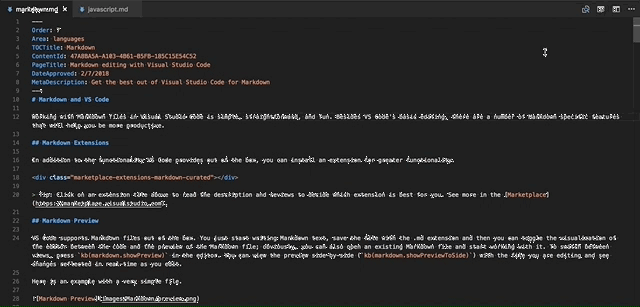 markdown.md
javascript.md
1 ---
2 Order:
3 Area: languages
4 TOCTitle: Markdown
5 ContentId: 47A8BA5A-A103-4B61-B5FB-185C15E54C52
6 PageTitle: Markdown editing with Visual Studio Code
7 DateApproved: 2/7/2018
8 MetaDescription: Get the best out of Visual Studio Code for Markdown
9
10 # Markdown and VS Code
11
12 Working with Markdown files in Visual Studio Code is simple, straightforward, and fun. Besides VS Code's basic editing, there are a number of Markdown specific features
that will help you be more productive.
13
14 ## Markdown Extensions
15
16 In addition to the functionality VS Code provides out of the box, you can install an extension for greater functionality.
17
18 <div class="marketplace-extensions-markdown-curated"></div>
19
20 > Tip: Click on an extension tile above to read the description and reviews to decide which extension is best for you. See more in the [Marketplace]
(https://marketplace.visualstudio.com).
21
22 ## Markdown Preview
23
24 VS Code supports Markdown files out of the box. You just start writing Markdown text, save the file with the .md extension and then you can toggle the visualization of
the editor between the code and the preview of the Markdown file; obviously, you can also open an existing Markdown file and start working with it. To switch between
views, press `kb(markdown.showPreview)` in the editor. You can view the preview side-by-side (`kb(markdown.showPreviewToSide)`) with the file you are editing and see
changes reflected in real-time as you edit.
25
26 Here is an example with a very simple file.
27
28 ![Markdown Preview](images/Markdown/preview.png)